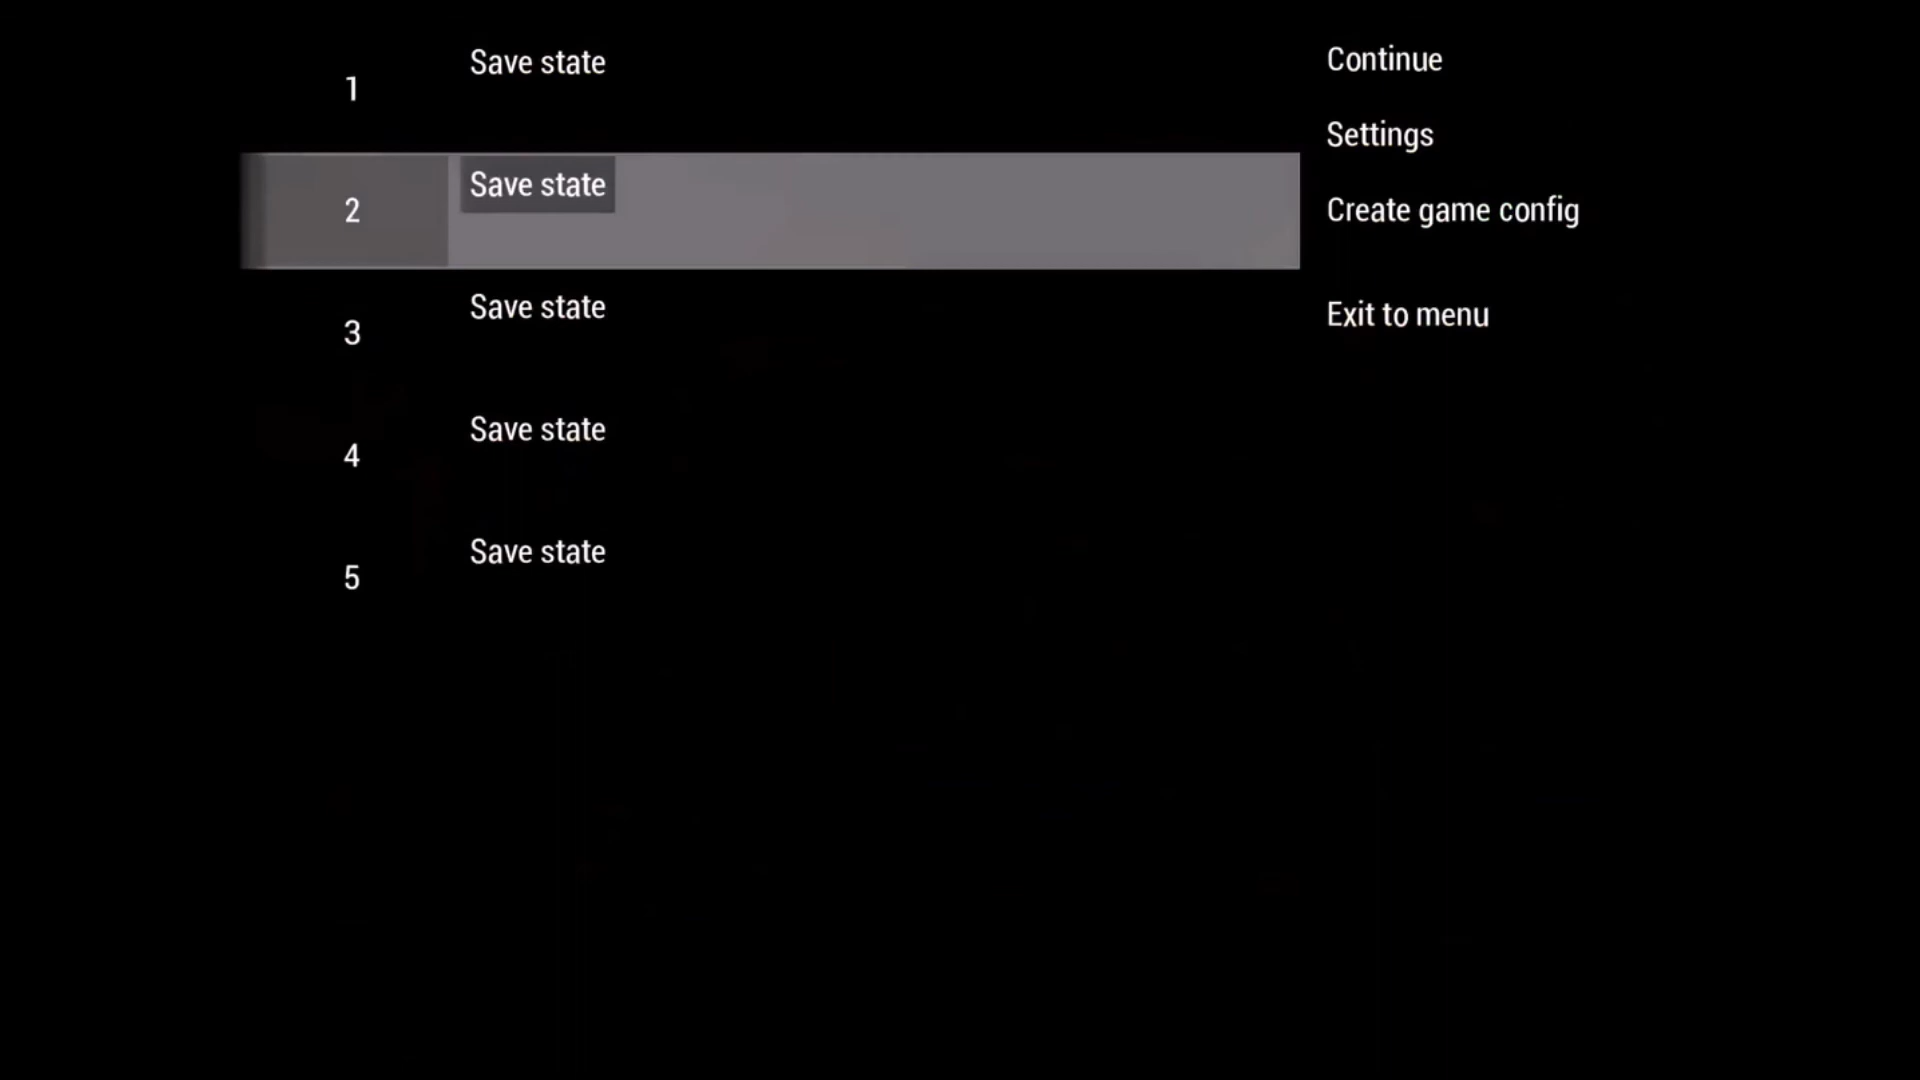 1
Save state
2
Save state
3
Save state
4
Save state
5
Save state
Continue
Settings
Create game config
Exit to menu